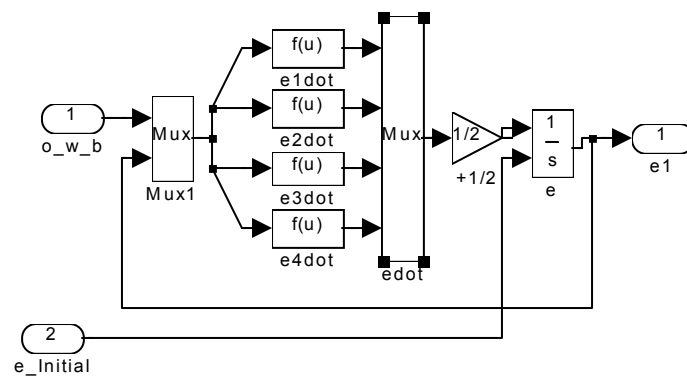 1
o_w_b
Mux
Mux1
f(u)
e1dot
f(u)
e2dot
f(u)
e3dot
f(u)
e4dot
Mux
edot
1/2
+1/2
1
s
e
1
e1
2
e_Initial